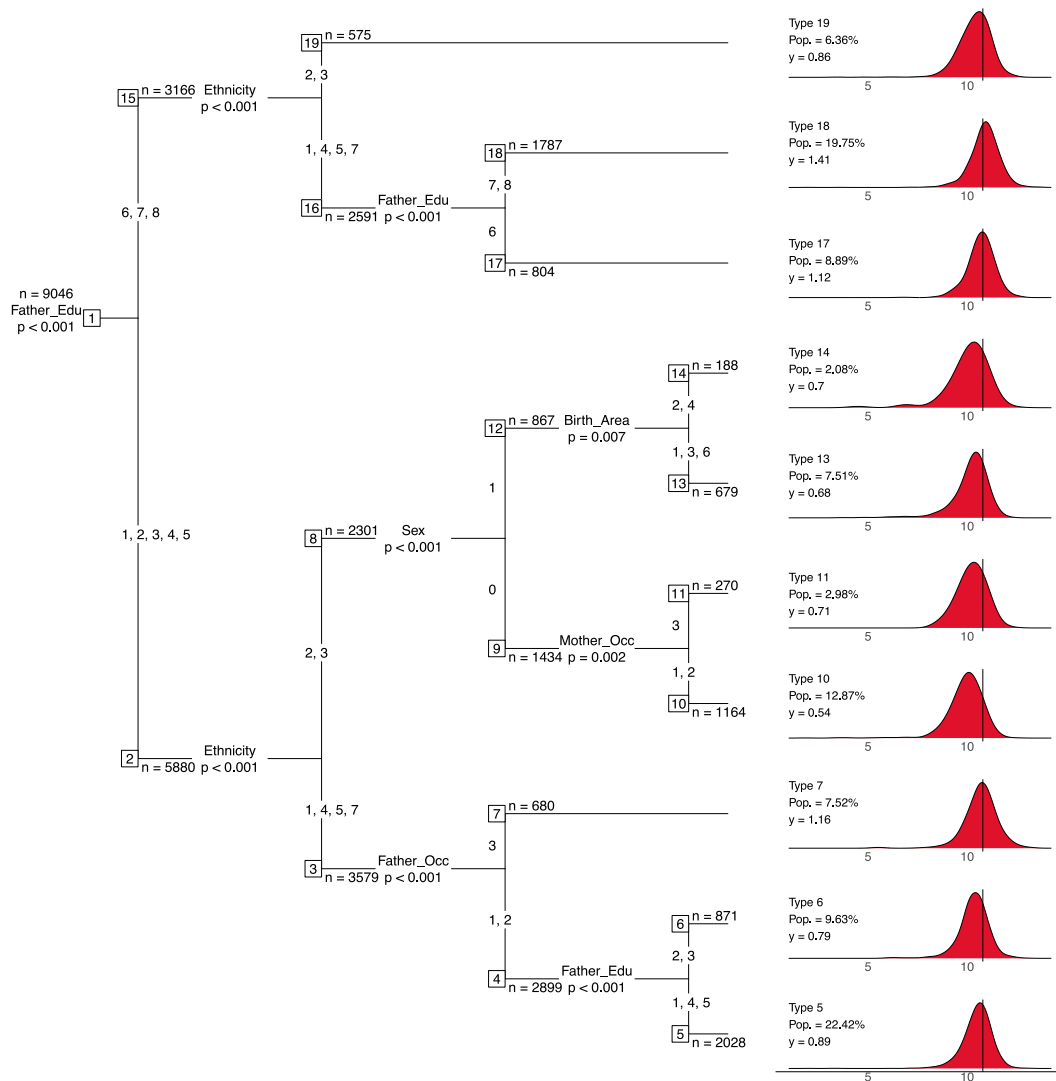 19
n = 575
Type 19
Pop. = 6.36%
y = 0.86
2, 3
5
10
15
n = 3166
Ethnicity
p < 0.001
1, 4, 5, 7
18
n = 1787
Type 18
Pop. = 19.75%
y = 1.41
7, 8
5
10
6, 7, 8
16
n = 2591
Father_Edu
p < 0.001
6
17
n = 804
Type 17
Pop. = 8.89%
y = 1.12
5
10
n = 9046
Father_Edu
p < 0.001
1
14
n = 188
Type 14
Pop. = 2.08%
y = 0.7
2, 4
5
10
12
n = 867
Birth_Area
p = 0.007
1, 3, 6
13
n = 679
Type 13
Pop. = 7.51%
y = 0.68
1
5
10
1, 2, 3, 4, 5
8
n = 2301
Sex
p < 0.001
0
11
n = 270
Type 11
Pop. = 2.98%
y = 0.71
3
5
10
9
n = 1434
Mother_Occ
p = 0.002
1, 2
10
n = 1164
Type 10
Pop. = 12.87%
y = 0.54
2, 3
5
10
2
n = 5880
Ethnicity
p < 0.001
1, 4, 5, 7
7
n = 680
Type 7
Pop. = 7.52%
y = 1.16
3
5
10
3
n = 3579
Father_Occ
p < 0.001
1, 2
6
n = 871
Type 6
Pop. = 9.63%
y = 0.79
2, 3
5
10
4
n = 2899
Father_Edu
p < 0.001
1, 4, 5
5
n = 2028
Type 5
Pop. = 22.42%
y = 0.89
5
10